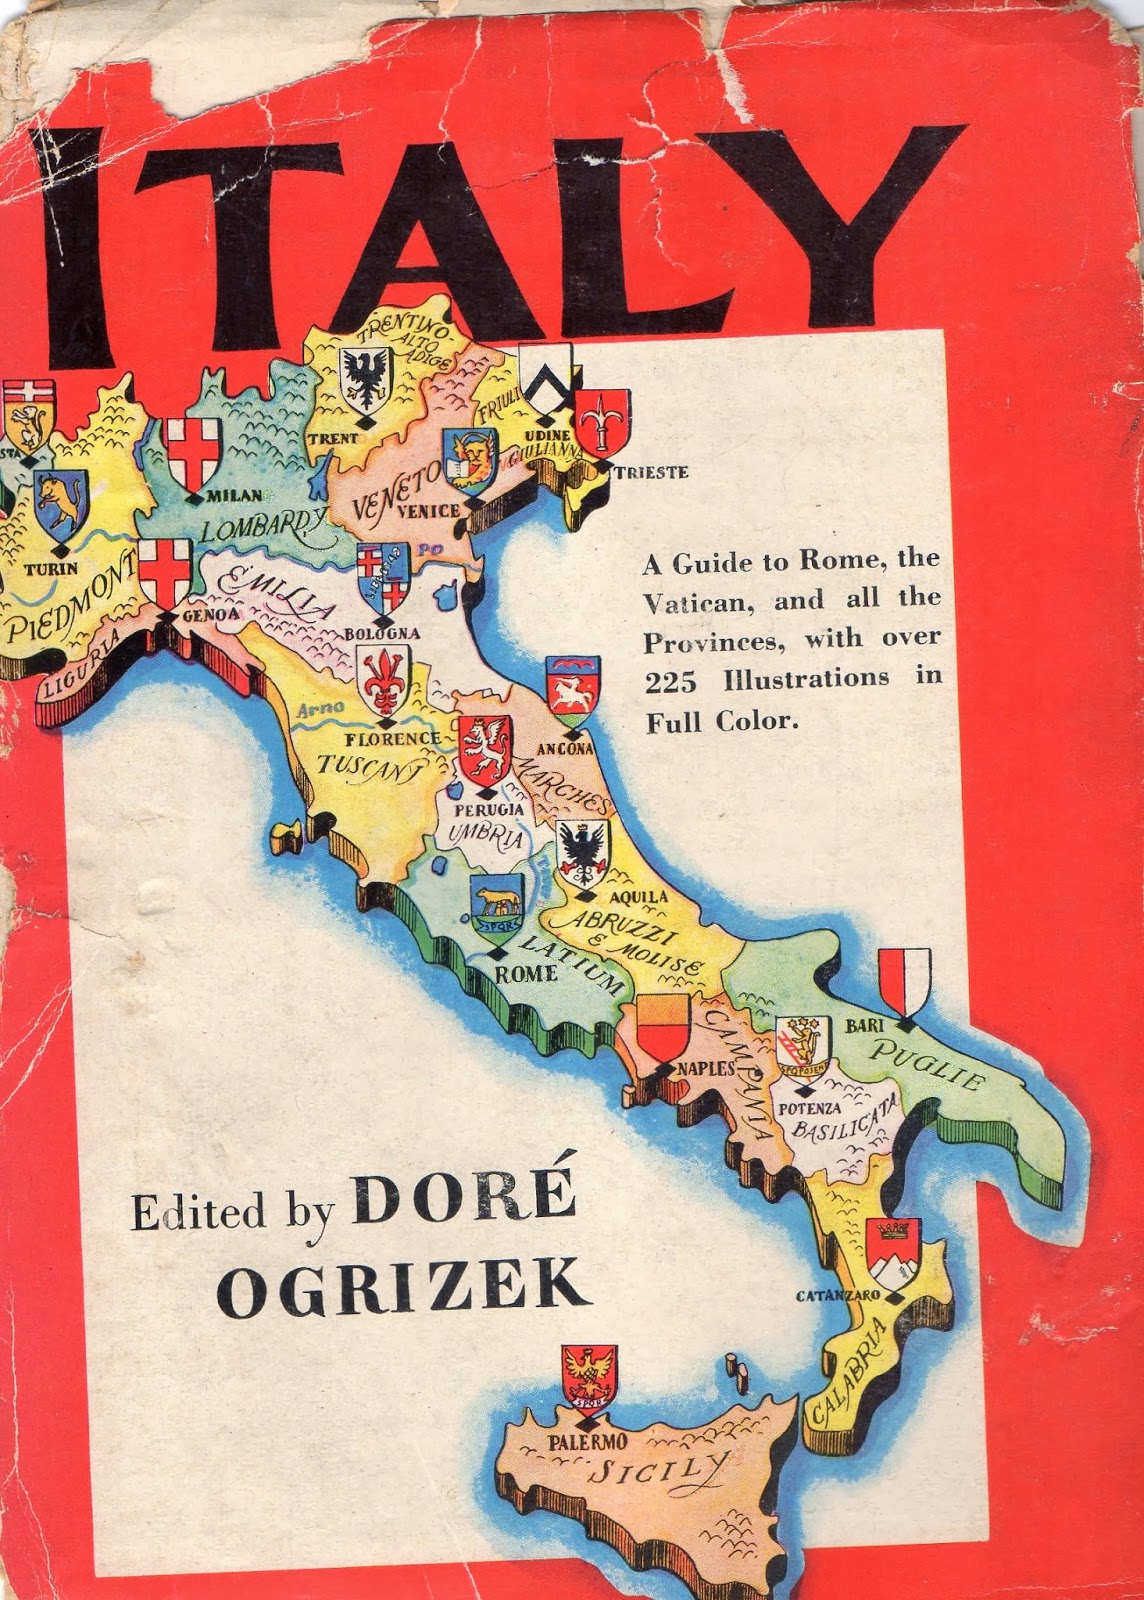 ITALY
TRENTINO
ALTO
ADIGE
TRENT
FRIULI
UDINE
GIULIANNA
TRIESTE
STA
MILAN
LOMBARDY
VENETO
VENICE
TURIN
PIEDMONT
GENOA
LIGURIA
EMILIA
PO
BOLOGNA
A Guide to Rome, the
Vatican, and all the
Provinces, with over
225 Illustrations in
Full Color.
Arno
FLORENCE
TUSCANY
ANCONA
MARCHES
PERUGIA
UMBRIA
AQUILA
ABRUZZI
& MOLISE
SPQR
ROME
LATIUM
NAPLES
CAMPANIA
BARI
PUGLIE
POTENZA
BASILICATA
Edited by DORÉ
OGRIZEK
CATANZARO
CALABRIA
SPQR
PALERMO
SICILY